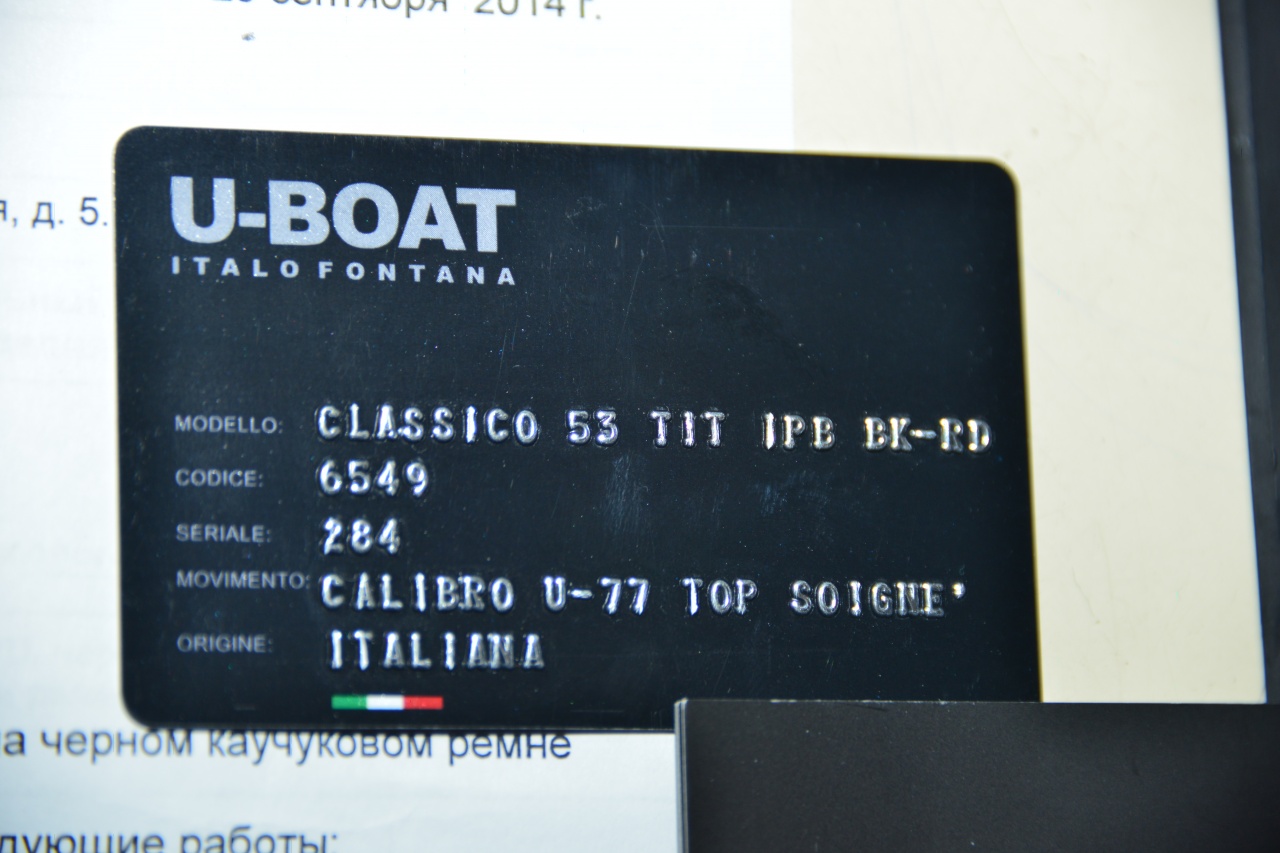 сентября 2014 г.
я, д. 5.
U-BOAT
ITALO FONTANA
MODELLO: CLASSICO 53 TIT IPB BK-RD
CODICE: 6549
SERIALE: 284
MOVIMENTO: CALIBRO U-77 TOP SOIGNE'
ORIGINE: ITALIANA
черном каучуковом ремне
дующие работы: